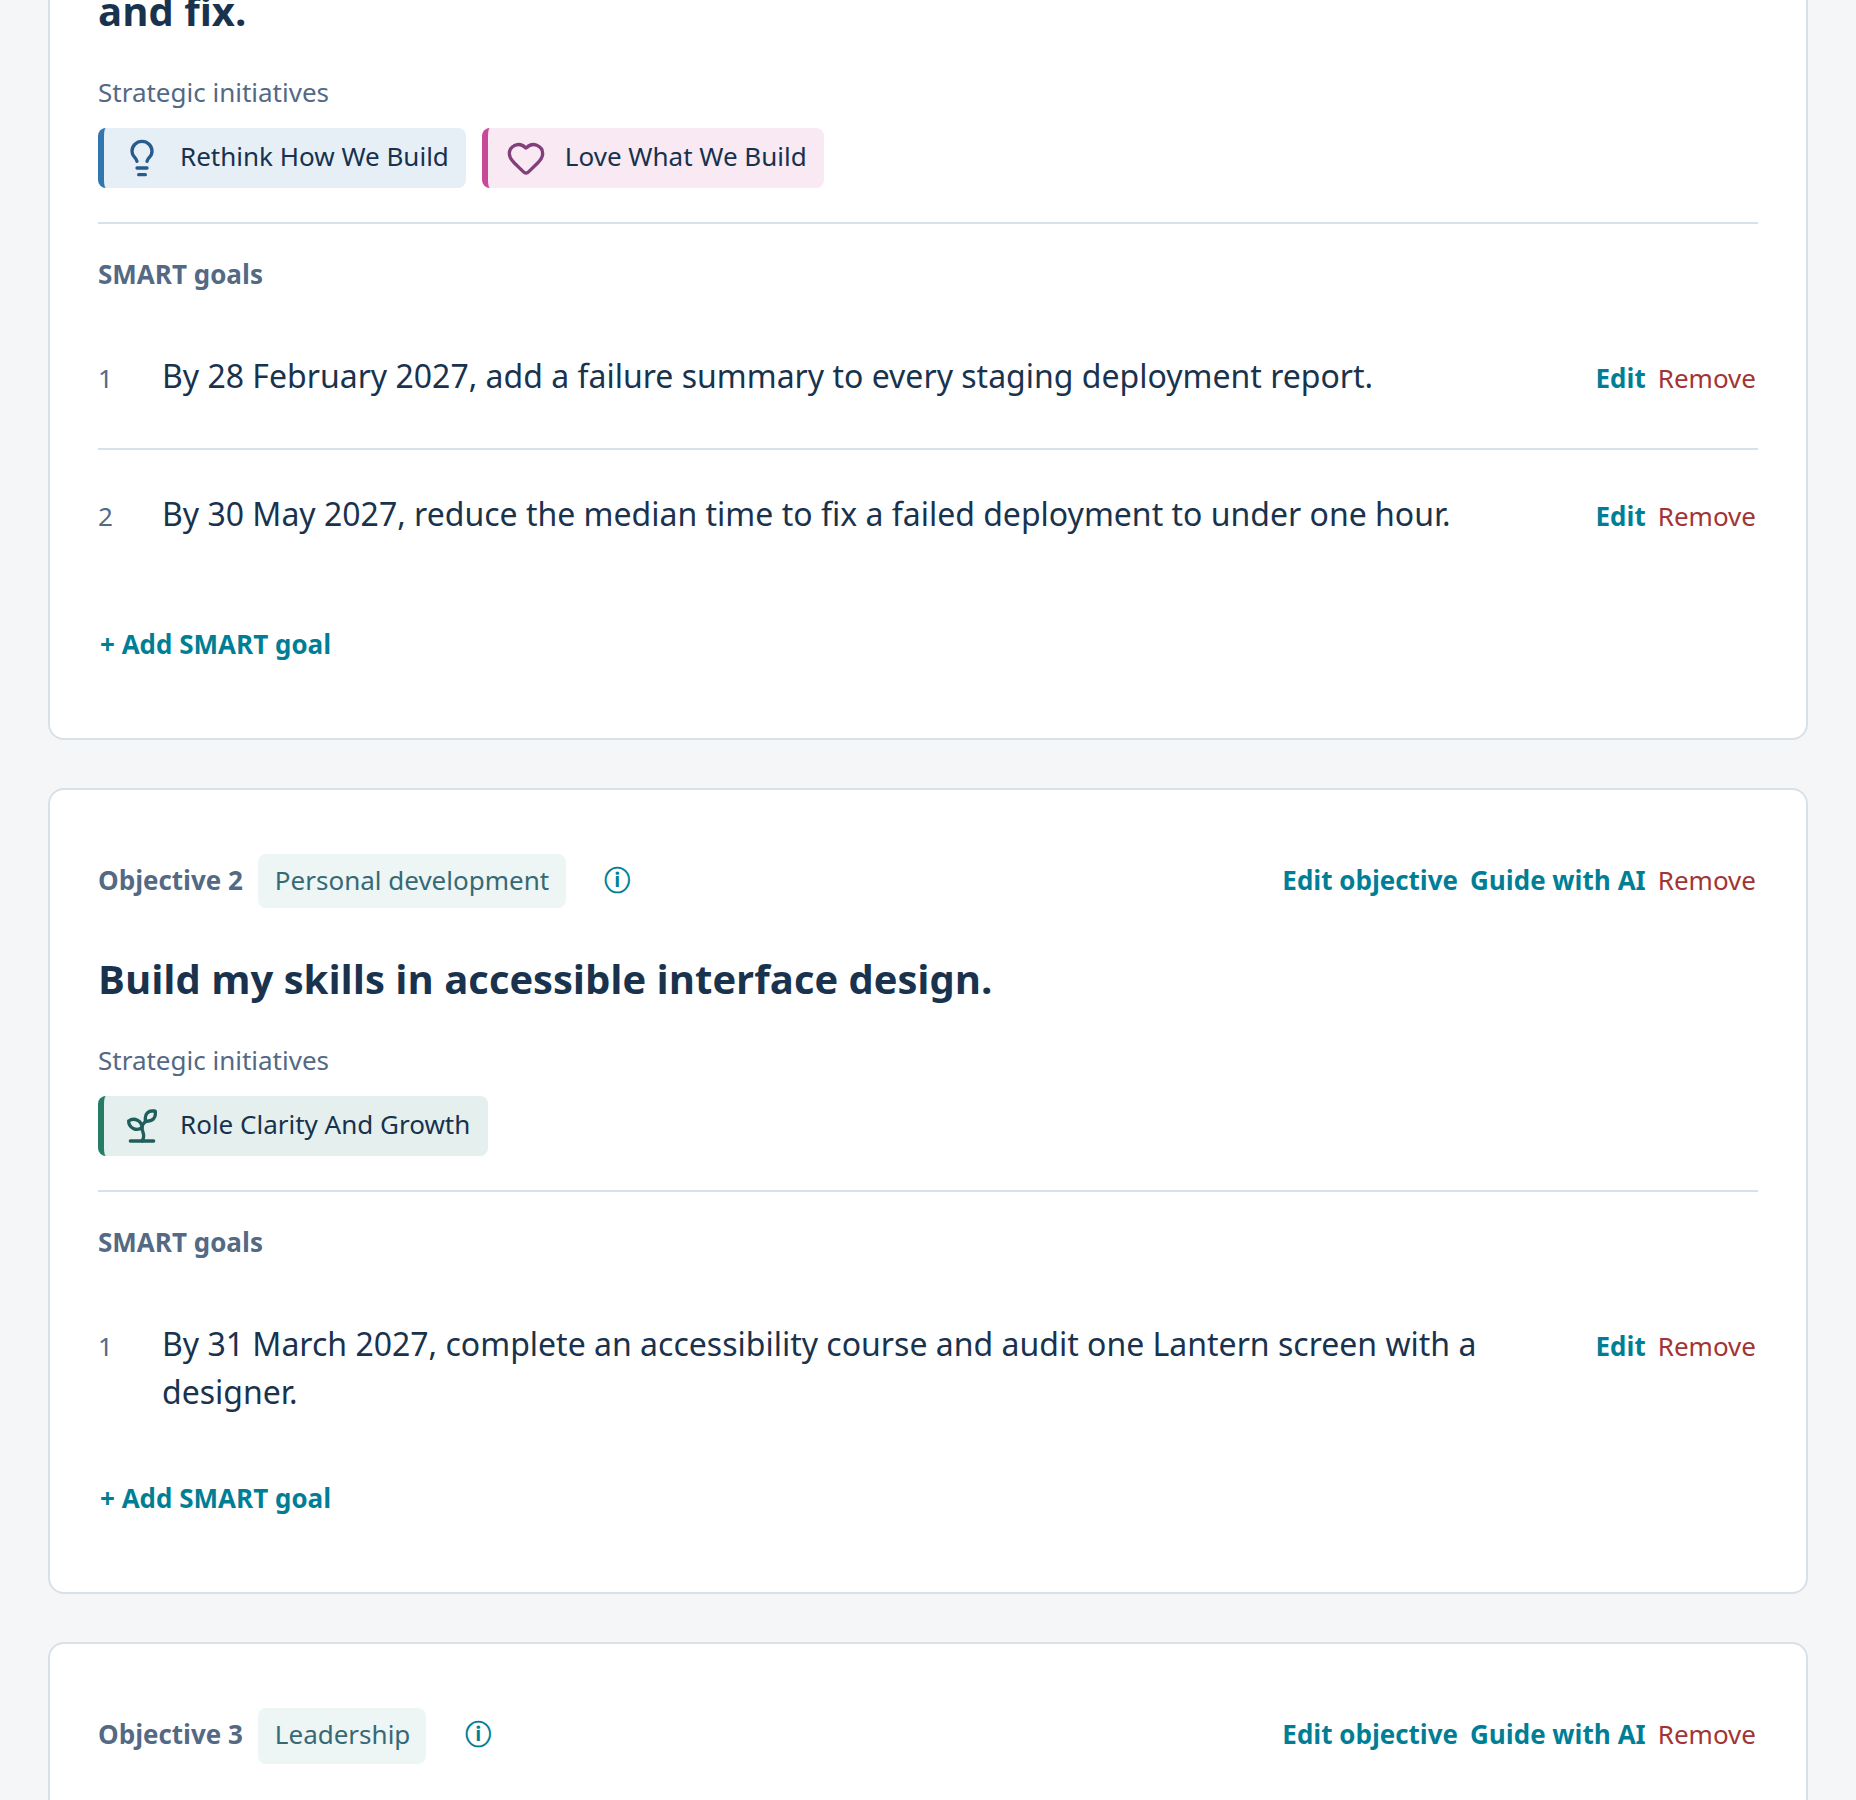 and fix.
Strategic initiatives
Rethink How We Build Love What We Build
SMART goals
1 By 28 February 2027, add a failure summary to every staging deployment report. Edit Remove
2 By 30 May 2027, reduce the median time to fix a failed deployment to under one hour. Edit Remove
+ Add SMART goal
Objective 2 Personal development Edit objective Guide with AI Remove
Build my skills in accessible interface design.
Strategic initiatives
Role Clarity And Growth
SMART goals
1 By 31 March 2027, complete an accessibility course and audit one Lantern screen with a Edit Remove
designer.
+ Add SMART goal
Objective 3 Leadership Edit objective Guide with AI Remove